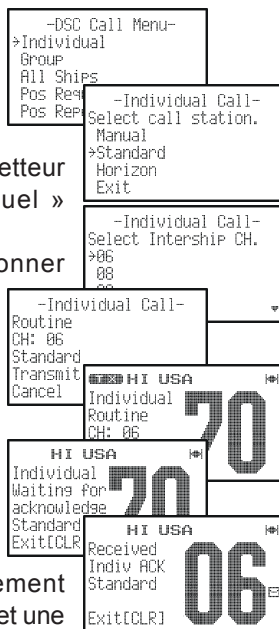 -DSC Call Menu-
→Individual
Group
All Ships
Pos Req
Pos Rep
-Individual Call-
Select call station.
Manual
→Standard
Horizon
Exit
etteur
uel »
-Individual Call-
Select Intership CH.
→06
08
onner
-Individual Call-
Routine
CH: 06
Standard
Transmit
Cancel
HI USA
Individual
Routine
CH: 06
70
HI USA
Individual
Waiting for
acknowledge
Standard
Exit[CLR
70
HI USA
Received
Indiv ACK
Standard
Exit[CLR]
06
ement
et une